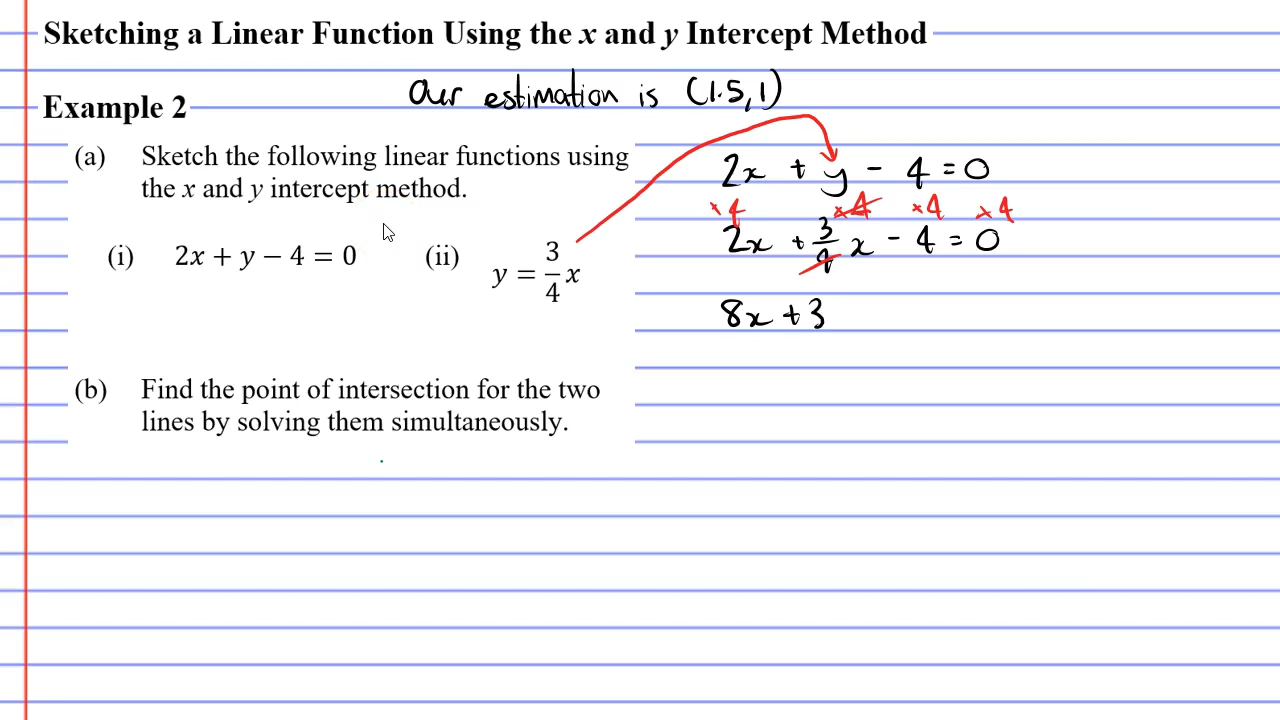 Sketching a Linear Function Using the x and y Intercept Method
Our estimation is (1.5, 1)
Example 2
(a) Sketch the following linear functions using
the x and y intercept method.
(i) 2x + y − 4 = 0 (ii) y = 3/4 x
(b) Find the point of intersection for the two
lines by solving them simultaneously.
2x + y - 4 = 0
×4 ×4 ×4 ×4
2x + 3/4 x - 4 = 0
8x + 3